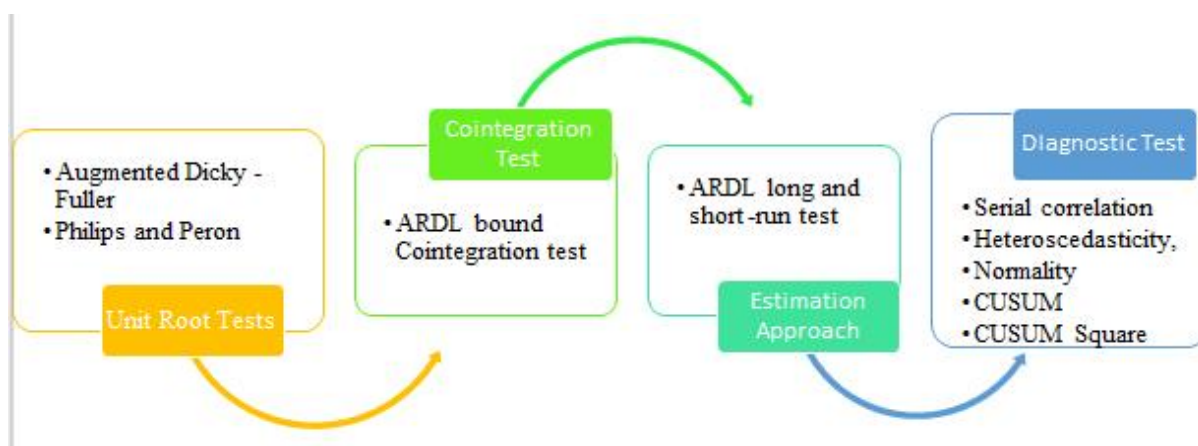 • Augmented Dicky -
Fuller
• Philips and Peron
Unit Root Tests
Cointegration
Test
• ARDL bound
Cointegration test
• ARDL long and
short-run test
Estimation
Approach
DIagnostic Test
• Serial correlation
• Heteroscedasticity,
• Normality
• CUSUM
• CUSUM Square